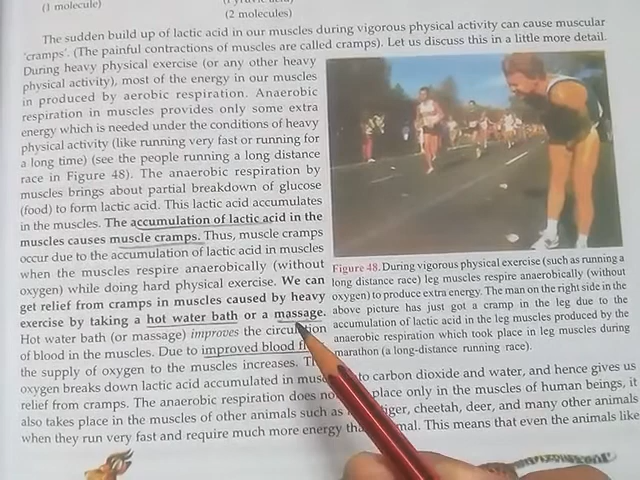 (1 molecule)
(2 molecules)
The sudden build up of lactic acid in our muscles during vigorous physical activity can cause muscular
'cramps'. (The painful contractions of muscles are called cramps). Let us discuss this in a little more detail.
During heavy physical exercise (or any other heavy
physical activity), most of the energy in our muscles
in produced by aerobic respiration. Anaerobic
respiration in muscles provides only some extra
energy which is needed under the conditions of heavy
physical activity (like running very fast or running for
a long time) (see the people running a long distance
race in Figure 48). The anaerobic respiration by
muscles brings about partial breakdown of glucose
(food) to form lactic acid. This lactic acid accumulates
in the muscles. The accumulation of lactic acid in the
muscles causes muscle cramps. Thus, muscle cramps
occur due to the accumulation of lactic acid in muscles
when the muscles respire anaerobically (without
oxygen) while doing hard physical exercise. We can
get relief from cramps in muscles caused by heavy
exercise by taking a hot water bath or a massage.
Hot water bath (or massage) improves the circulation
of blood in the muscles. Due to improved blood
the supply of oxygen to the muscles increases.
oxygen breaks down lactic acid accumulated in to carbon dioxide and water, and hence gives us
relief from cramps. The anaerobic respiration does place only in the muscles of human beings, it
also takes place in the muscles of other animals such as tiger, cheetah, deer, and many other animals
when they run very fast and require much more energy This means that even the animals like
Figure 48. During vigorous physical exercise (such as running a
long distance race) leg muscles respire anaerobically (without
oxygen) to produce extra energy. The man on the right side in the
above picture has just got a cramp in the leg due to the
accumulation of lactic acid in the leg muscles produced by the
anaerobic respiration which took place in leg muscles during
marathon (a long-distance running race).